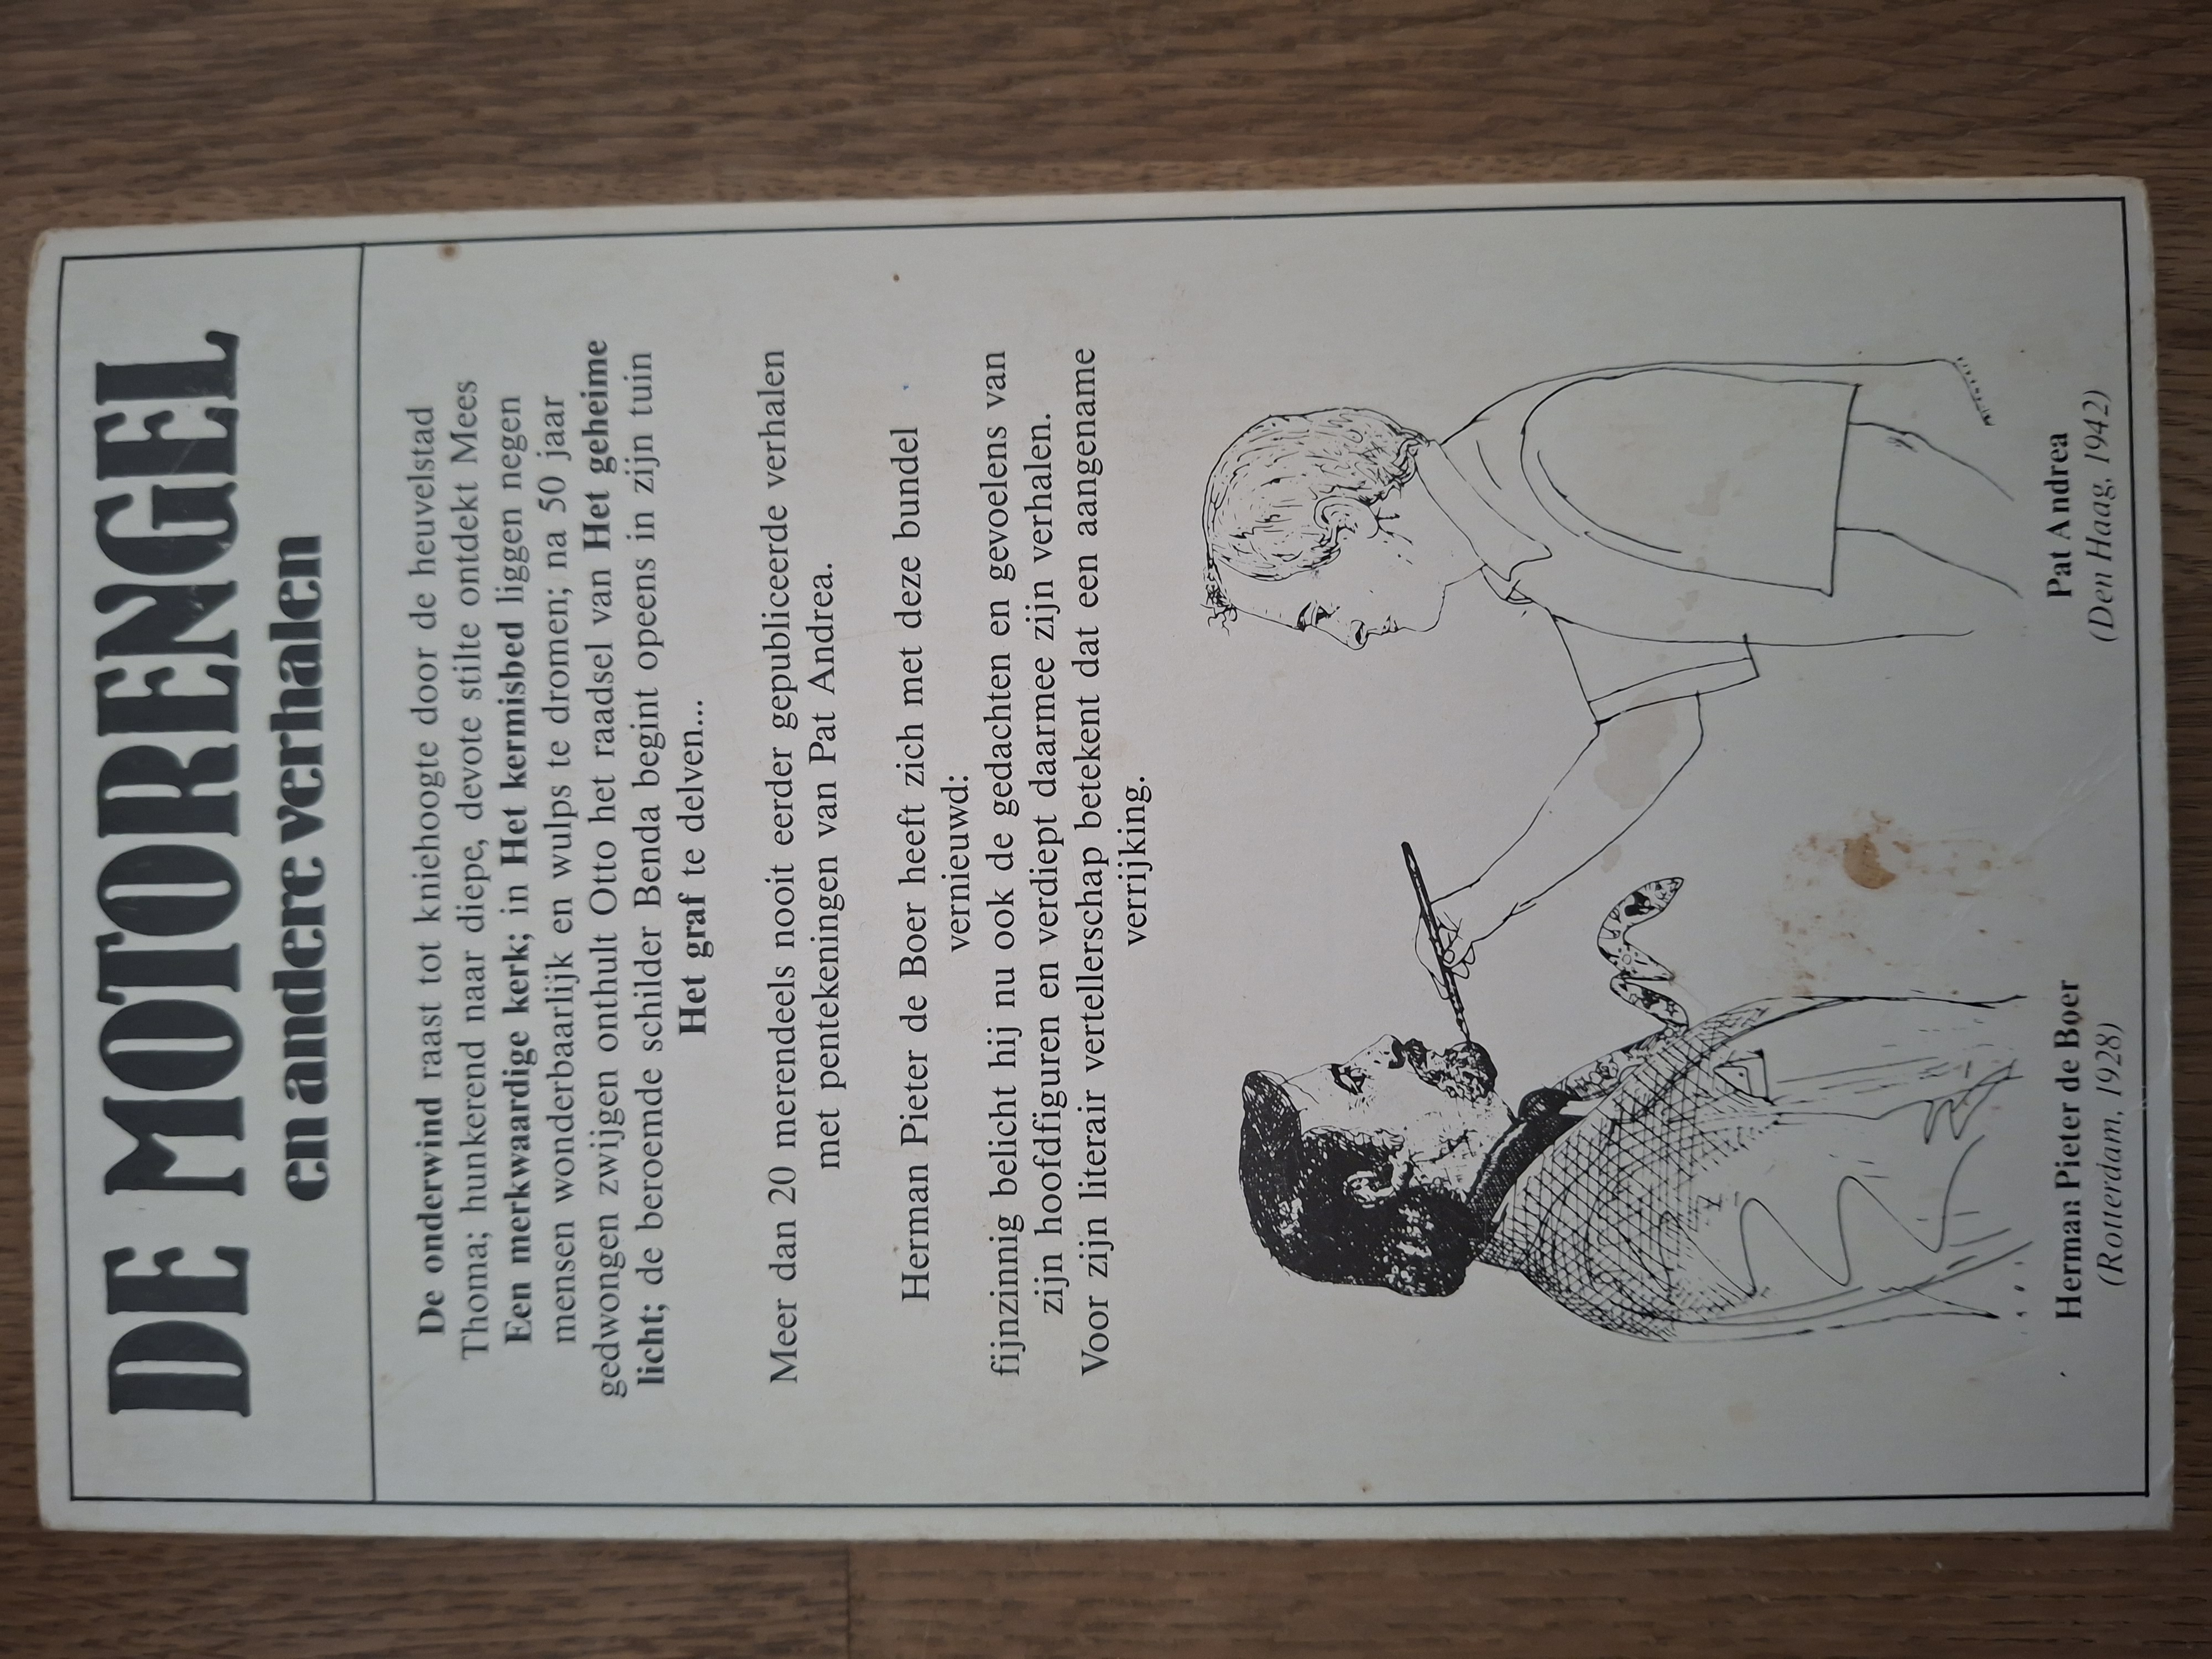 DE MOTORENGEL
en andere verhalen
De onderwind raast tot kniehoogte door de heuvelstad
Thoma; hunkerend naar diepe, devote stilte ontdekt Mees
Een merkwaardige kerk; in Het kermisbed liggen negen
mensen wonderbaarlijk en wulps te dromen; na 50 jaar
gedwongen zwijgen onthult Otto het raadsel van Het geheime
licht; de beroemde schilder Benda begint opeens in zijn tuin
Het graf te delven...
Meer dan 20 merendeels nooit eerder gepubliceerde verhalen
met pentekeningen van Pat Andrea.
Herman Pieter de Boer heeft zich met deze bundel
vernieuwd:
fijnzinnig belicht hij nu ook de gedachten en gevoelens van
zijn hoofdfiguren en verdiept daarmee zijn verhalen.
Voor zijn literair vertellerschap betekent dat een aangename
verrijking.
Herman Pieter de Boer
(Rotterdam, 1928)
Pat Andrea
(Den Haag, 1942)